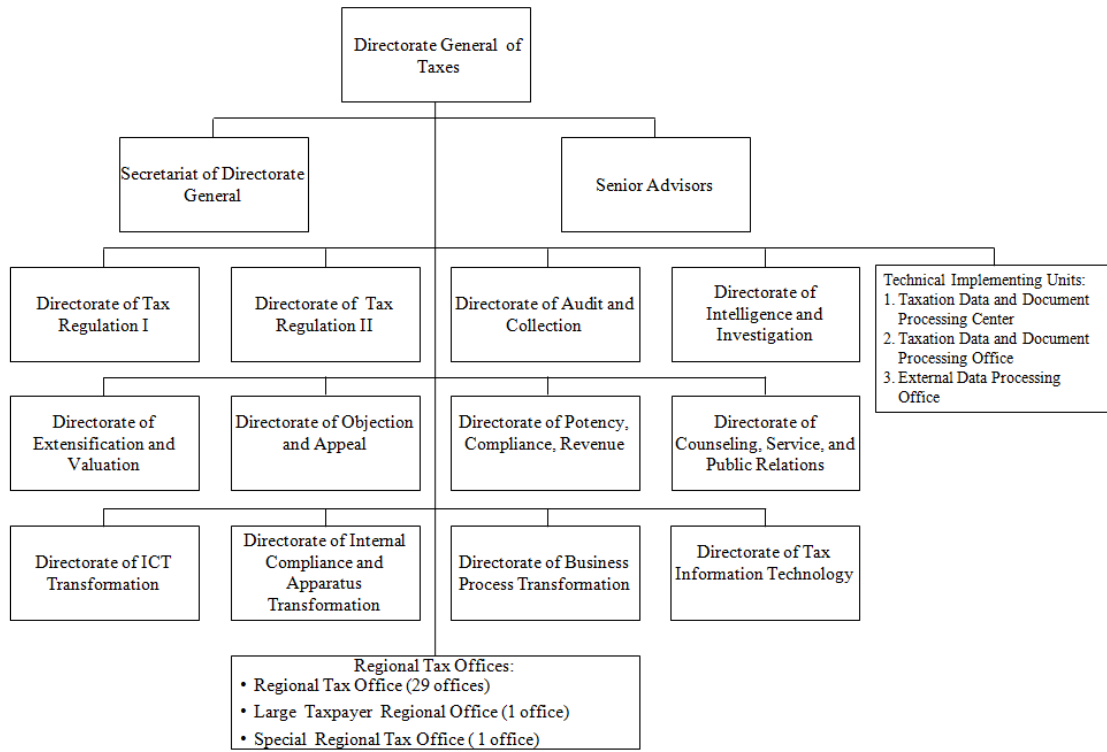 Directorate General of
Taxes
Secretariat of Directorate
General
Senior Advisors
Directorate of Tax
Regulation I
Directorate of Tax
Regulation II
Directorate of Audit and
Collection
Directorate of
Intelligence and
Investigation
Technical Implementing Units:
1. Taxation Data and Document
Processing Center
2. Taxation Data and Document
Processing Office
3. External Data Processing
Office
Directorate of
Extensification and
Valuation
Directorate of Objection
and Appeal
Directorate of Potency,
Compliance, Revenue
Directorate of
Counseling, Service, and
Public Relations
Directorate of ICT
Transformation
Directorate of Internal
Compliance and
Apparatus
Transformation
Directorate of Business
Process Transformation
Directorate of Tax
Information Technology
Regional Tax Offices:
• Regional Tax Office (29 offices)
• Large Taxpayer Regional Office (1 office)
• Special Regional Tax Office ( 1 office)